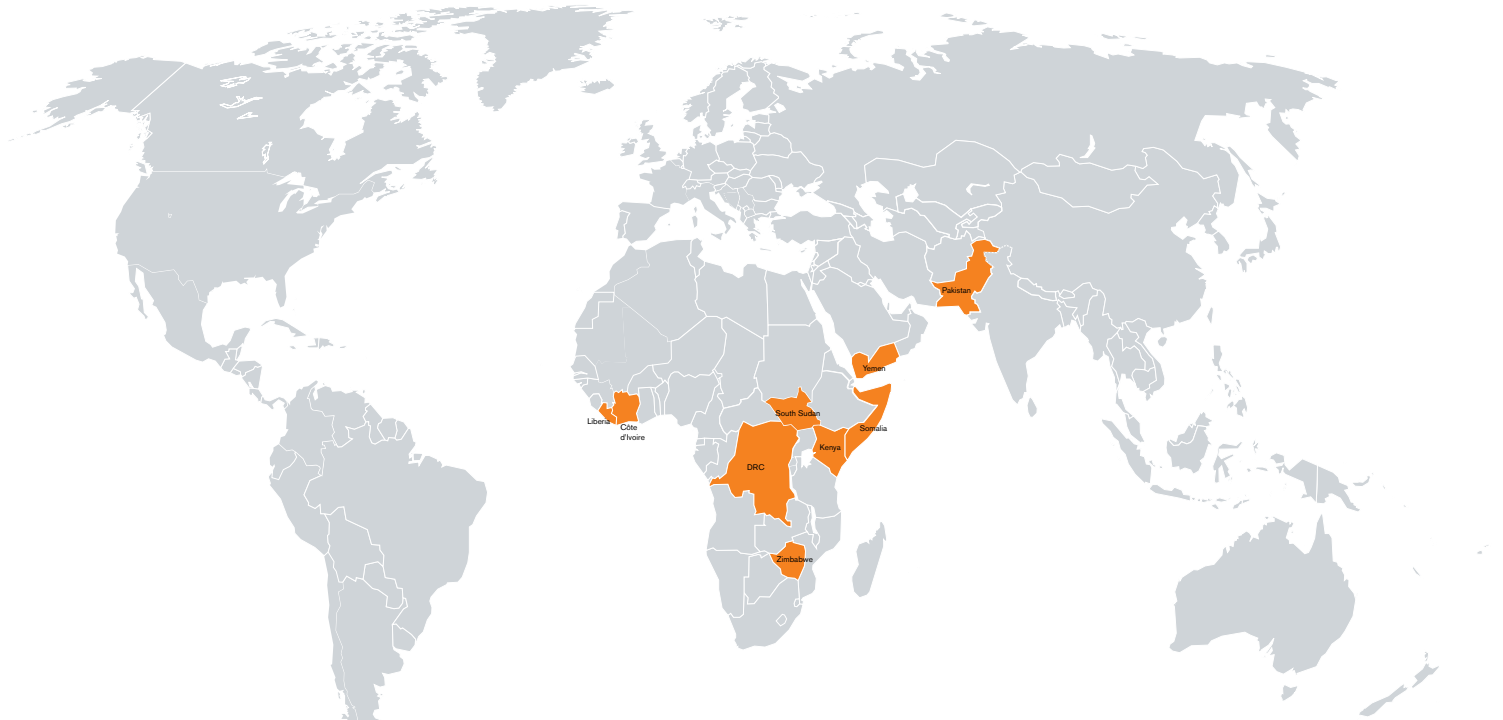 Pakistan
Yemen
South Sudan
Liberia
Côte
d'Ivoire
Somalia
Kenya
DRC
Zimbabwe